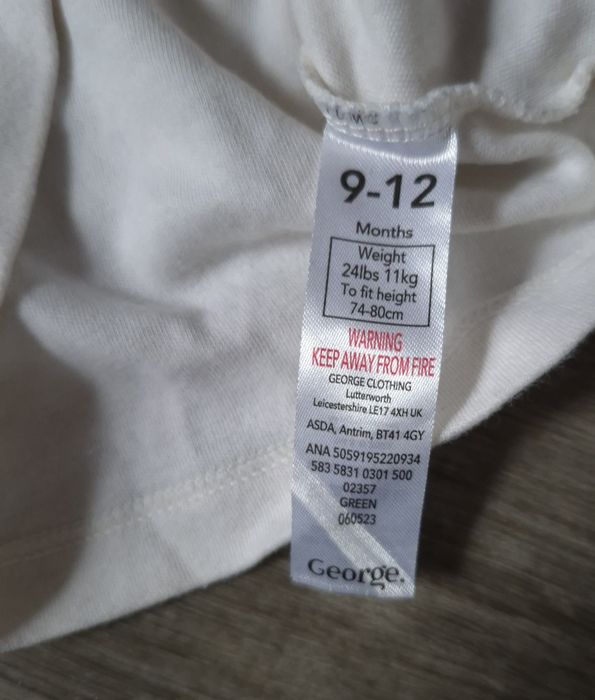 9-12
Months
Weight
24lbs 11kg
To fit height
74-80cm
WARNING
KEEP AWAY FROM FIRE
GEORGE CLOTHING
Lutterworth
Leicestershire LE17 4XH UK
ASDA, Antrim, BT41 4GY
ANA 5059195220934
583 5831 0301 500
02357
GREEN
060523
George.